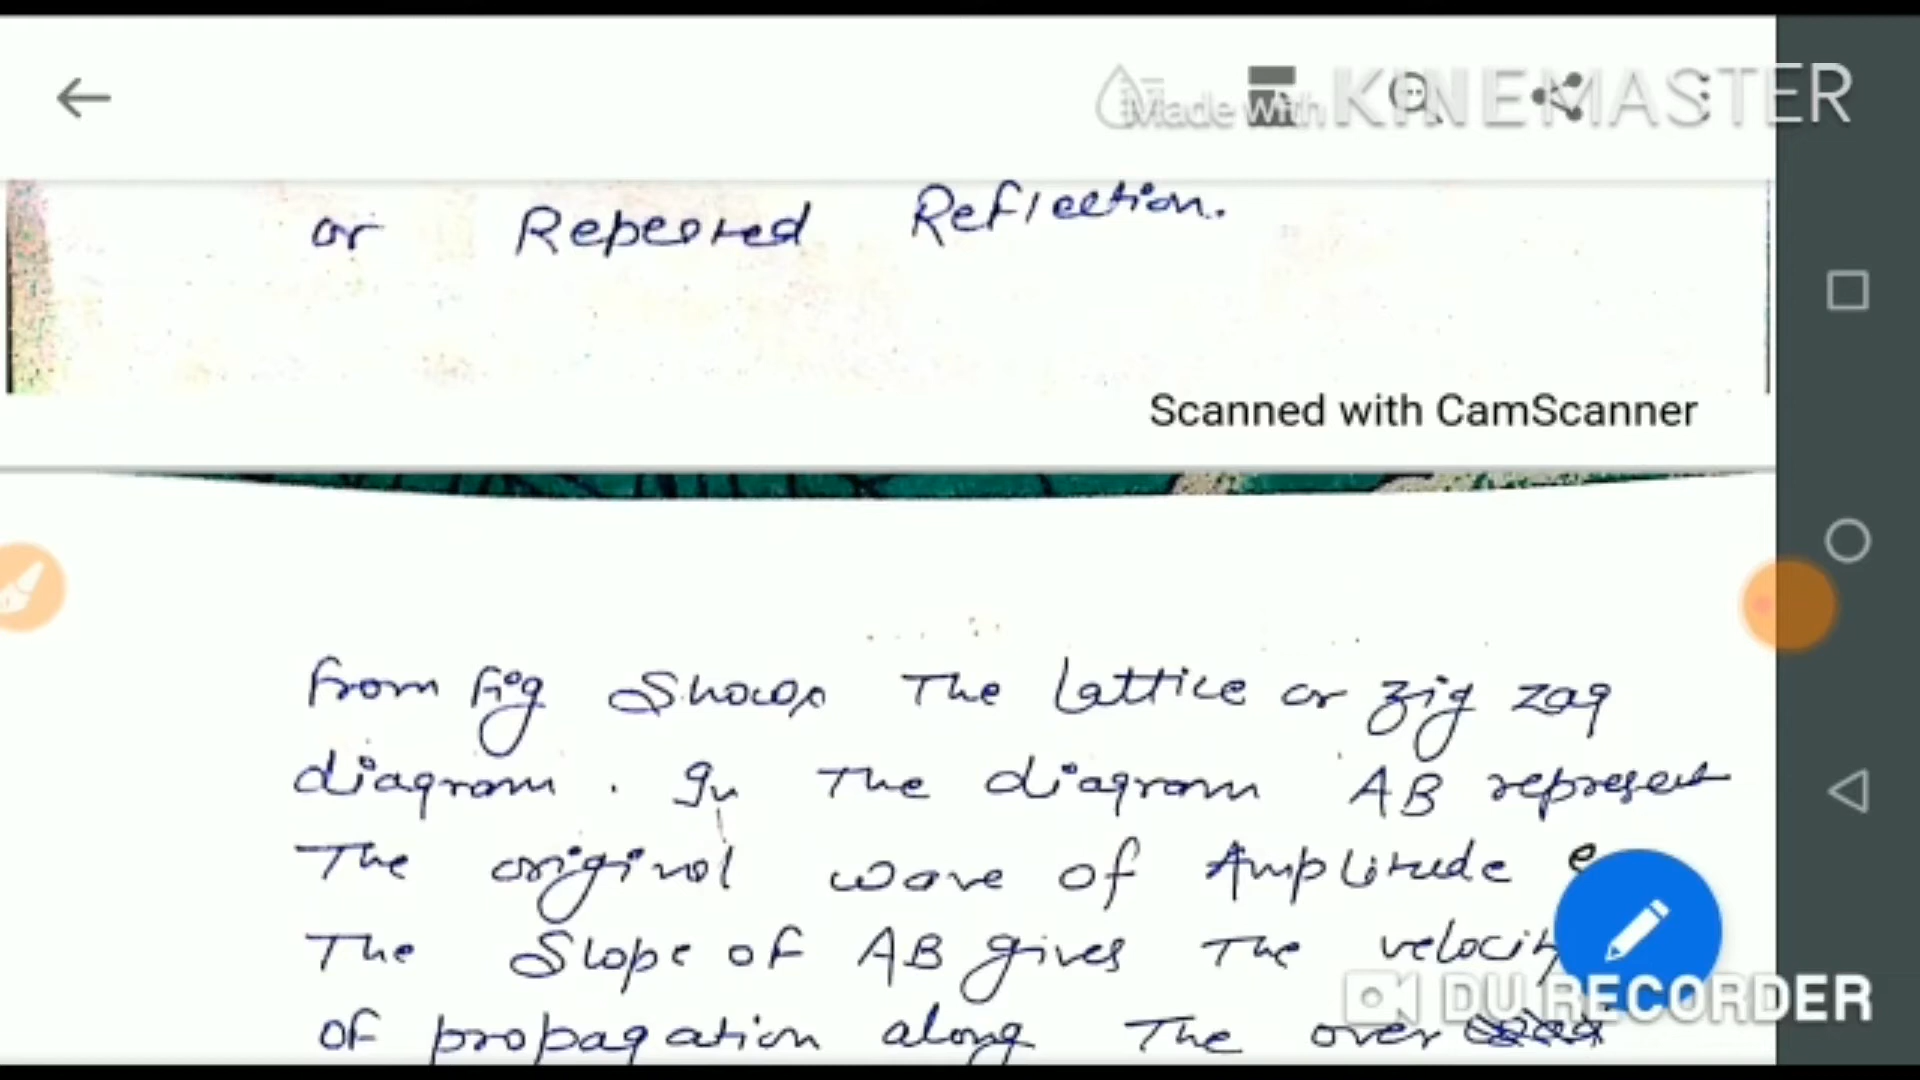 Made with KINEMASTER
or Repeated Reflection.
Scanned with CamScanner
From Fig Shows The Lattice or zig zag
diagram. In The diagram AB represent
The original wave of Amplitude e
The Slope of AB gives The velocity
of propagation along The over
DU RECORDER